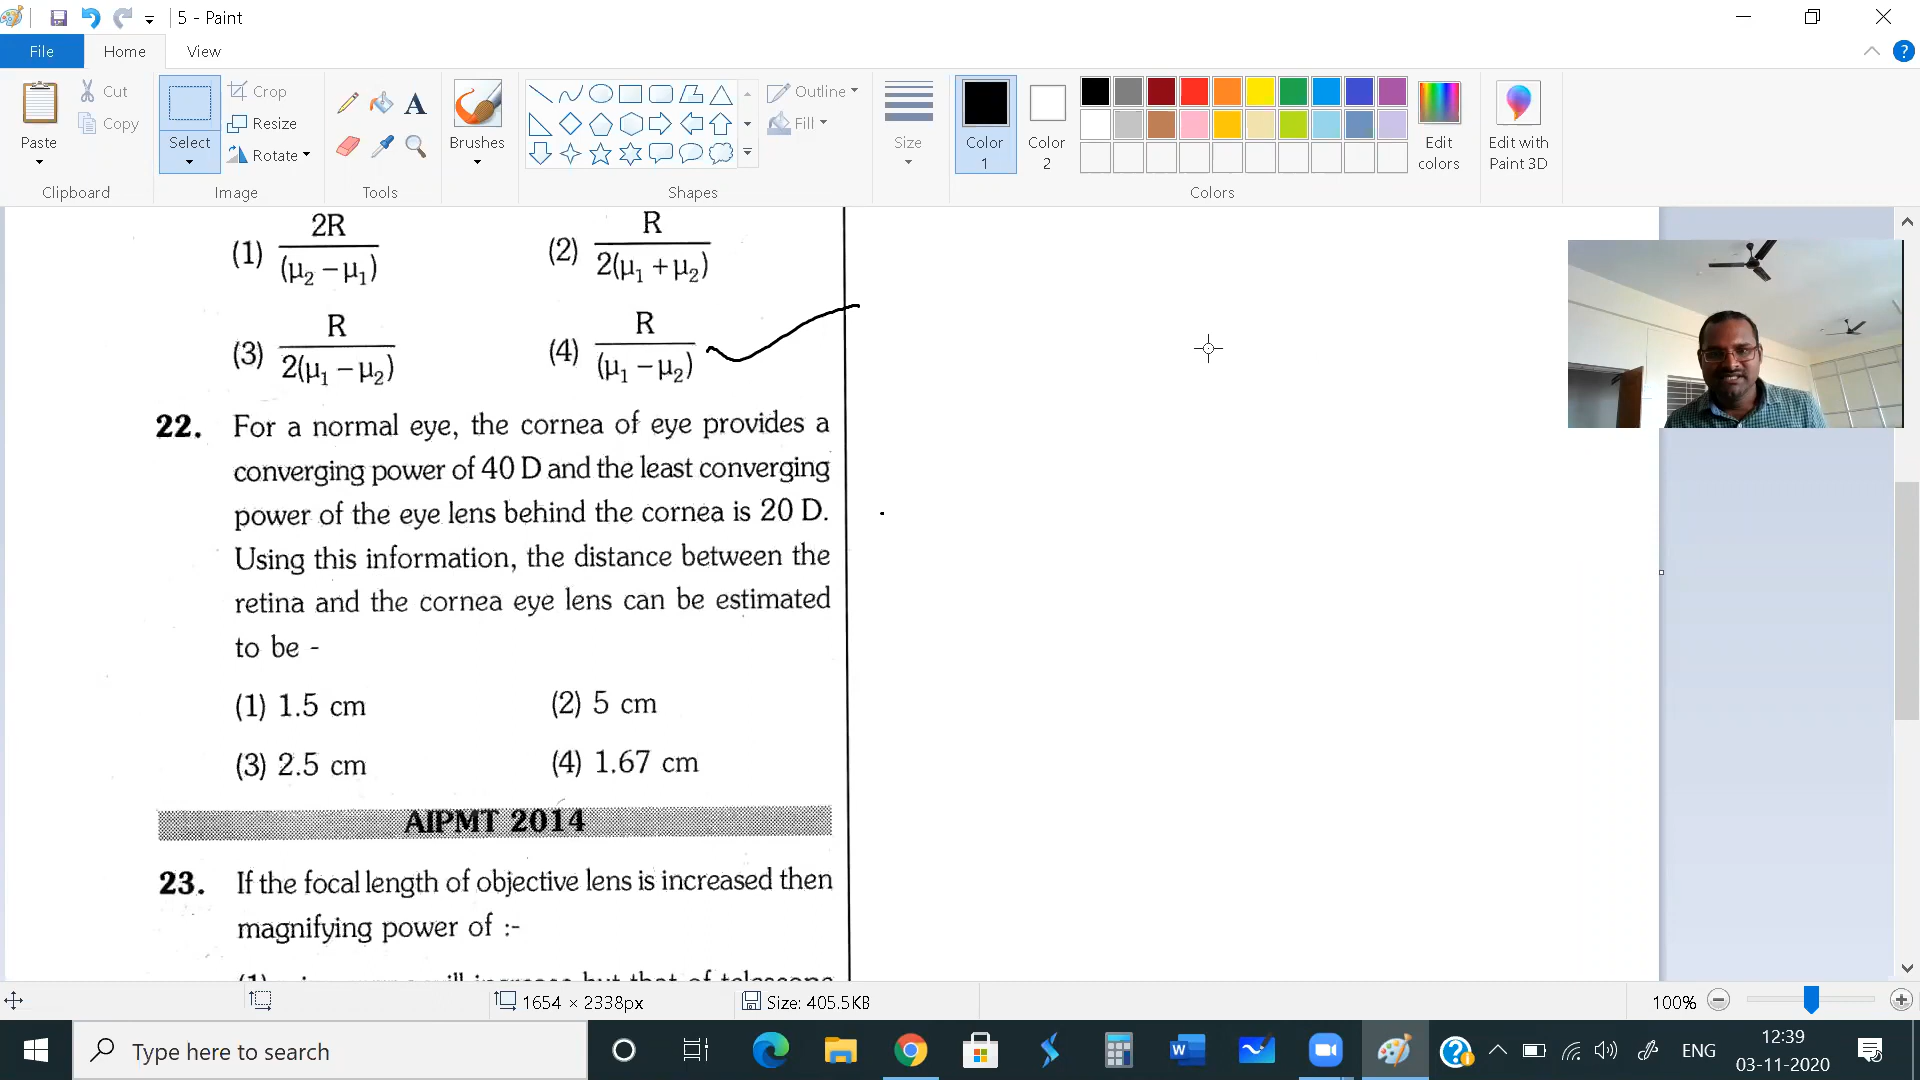 5 - Paint
File Home View
Paste
Cut
Copy
Clipboard
Select
Crop
Resize
Rotate
Image
A
Tools
Brushes
Shapes
Outline
Fill
Size
Color 1
Color 2
Colors
Edit colors
Edit with Paint 3D
(1) 2R / (μ₂ − μ₁) (2) R / 2(μ₁ + μ₂)
(3) R / 2(μ₁ − μ₂) (4) R / (μ₁ − μ₂)
22. For a normal eye, the cornea of eye provides a
converging power of 40 D and the least converging
power of the eye lens behind the cornea is 20 D.
Using this information, the distance between the
retina and the cornea eye lens can be estimated
to be -
(1) 1.5 cm (2) 5 cm
(3) 2.5 cm (4) 1.67 cm
AIPMT 2014
23. If the focal length of objective lens is increased then
magnifying power of :-
1654 × 2338px Size: 405.5KB 100%
Type here to search
ENG
12:39
03-11-2020